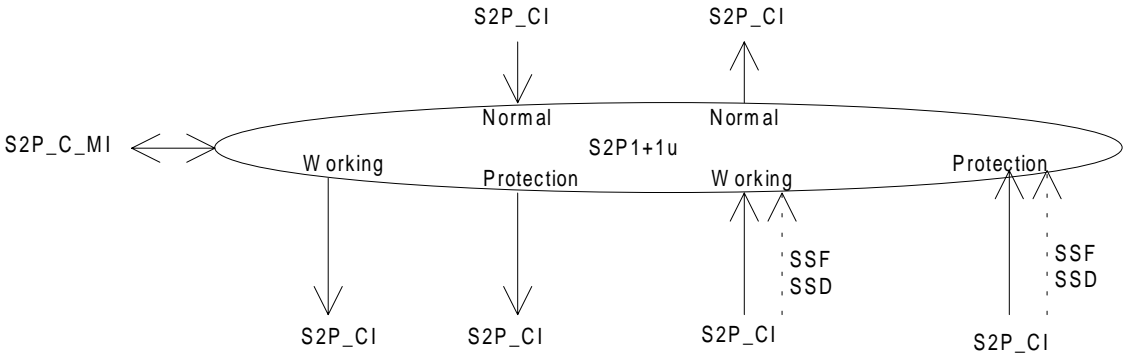 S2P_CI
S2P_CI
Normal
Normal
S2P_C_MI
S2P1+1u
Working
Protection
Working
Protection
SSF
SSD
SSF
SSD
S2P_CI
S2P_CI
S2P_CI
S2P_CI